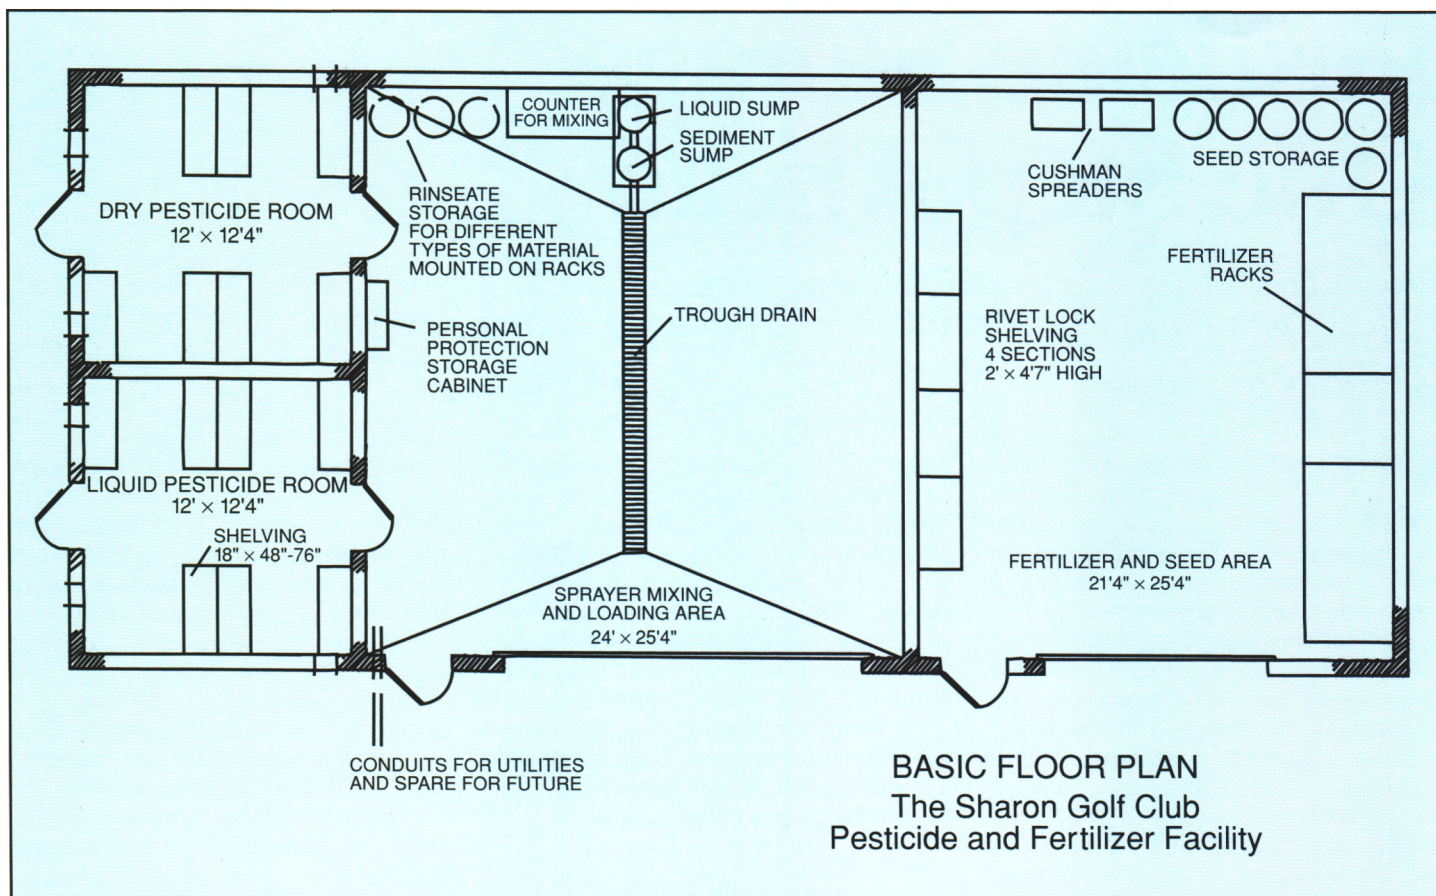 COUNTER
FOR MIXING
LIQUID SUMP
SEDIMENT
SUMP
CUSHMAN
SPREADERS
SEED STORAGE
DRY PESTICIDE ROOM
12' × 12'4"
RINSEATE
STORAGE
FOR DIFFERENT
TYPES OF MATERIAL
MOUNTED ON RACKS
FERTILIZER
RACKS
PERSONAL
PROTECTION
STORAGE
CABINET
TROUGH DRAIN
RIVET LOCK
SHELVING
4 SECTIONS
2' × 4'7" HIGH
LIQUID PESTICIDE ROOM
12' × 12'4"
SHELVING
18" × 48"-76"
SPRAYER MIXING
AND LOADING AREA
24' × 25'4"
FERTILIZER AND SEED AREA
21'4" × 25'4"
CONDUITS FOR UTILITIES
AND SPARE FOR FUTURE
BASIC FLOOR PLAN
The Sharon Golf Club
Pesticide and Fertilizer Facility